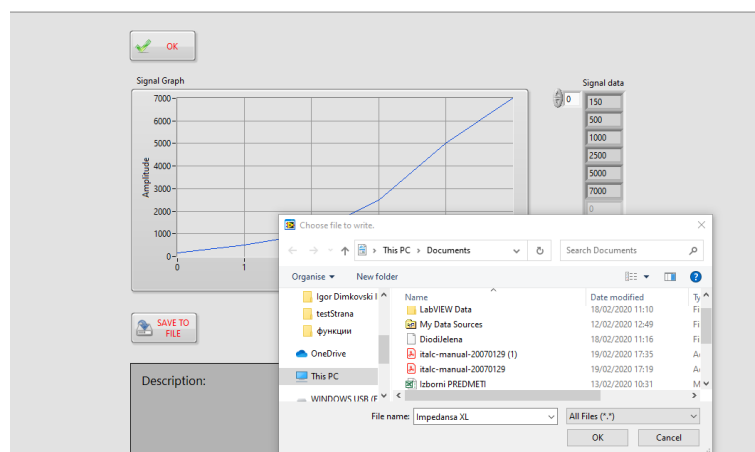 OK
Signal Graph
Signal data
Amplitude
7000
6000
5000
4000
3000
2000
1000
0
0
1
0
150
500
1000
2500
5000
7000
0
SAVE TO
FILE
Description:
Choose file to write.
This PC > Documents
Search Documents
Organise
New folder
Igor Dimkovski I
testStrana
функции
OneDrive
This PC
WINDOWS USB (F
Name
Date modified
Ty
LabVIEW Data
18/02/2020 11:10
Fi
My Data Sources
12/02/2020 12:49
Fi
DiodiJelena
18/02/2020 11:16
Fi
italc-manual-20070129 (1)
19/02/2020 17:35
italc-manual-20070129
19/02/2020 17:19
Izborni PREDMETI
13/02/2020 10:31
M
File name:
Impedansa XL
All Files (*.*)
OK
Cancel